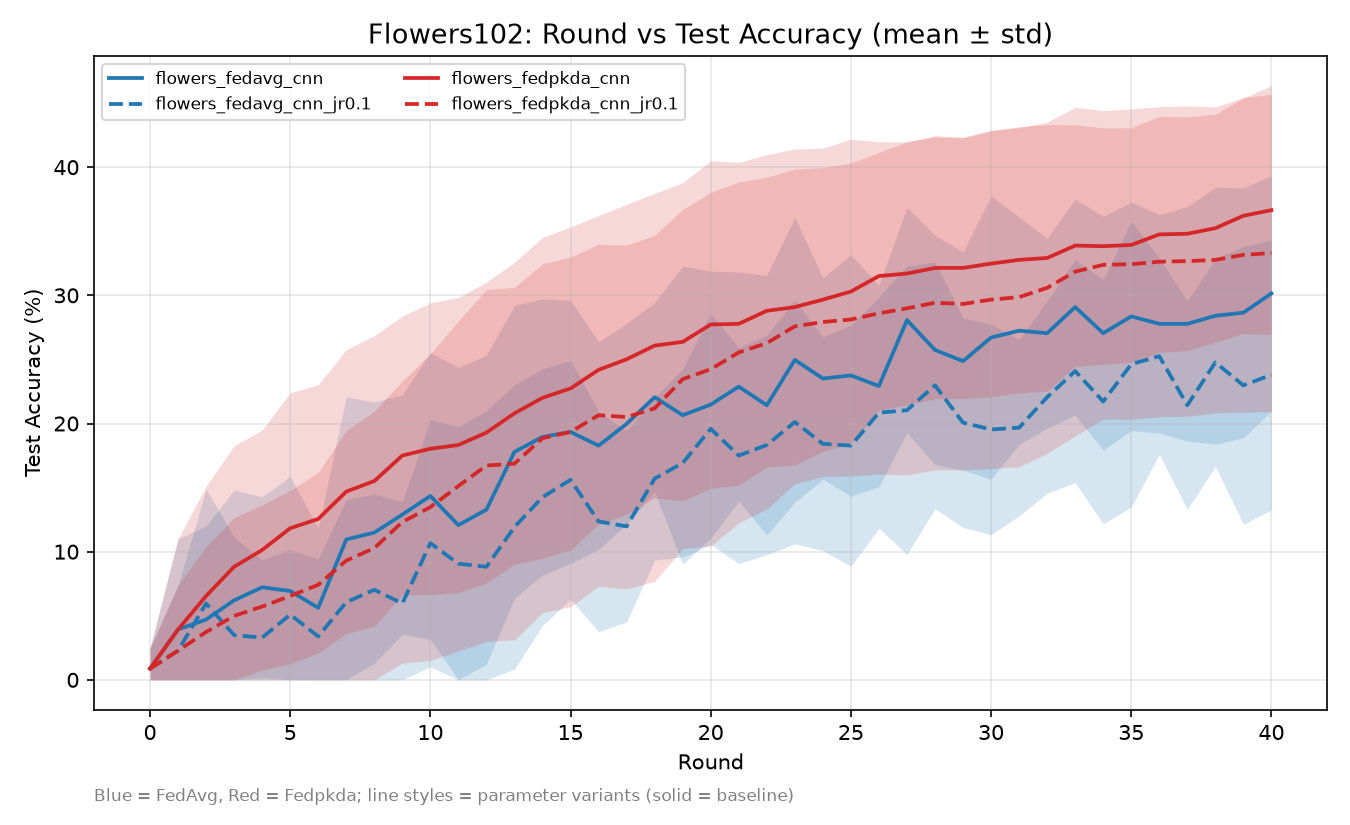 Flowers102: Round vs Test Accuracy (mean ± std)
flowers_fedavg_cnn
flowers_fedavg_cnn_jr0.1
flowers_fedpkda_cnn
flowers_fedpkda_cnn_jr0.1
Test Accuracy (%)
40
30
20
10
0
0 5 10 15 20 25 30 35 40
Round
Blue = FedAvg, Red = Fedpkda; line styles = parameter variants (solid = baseline)